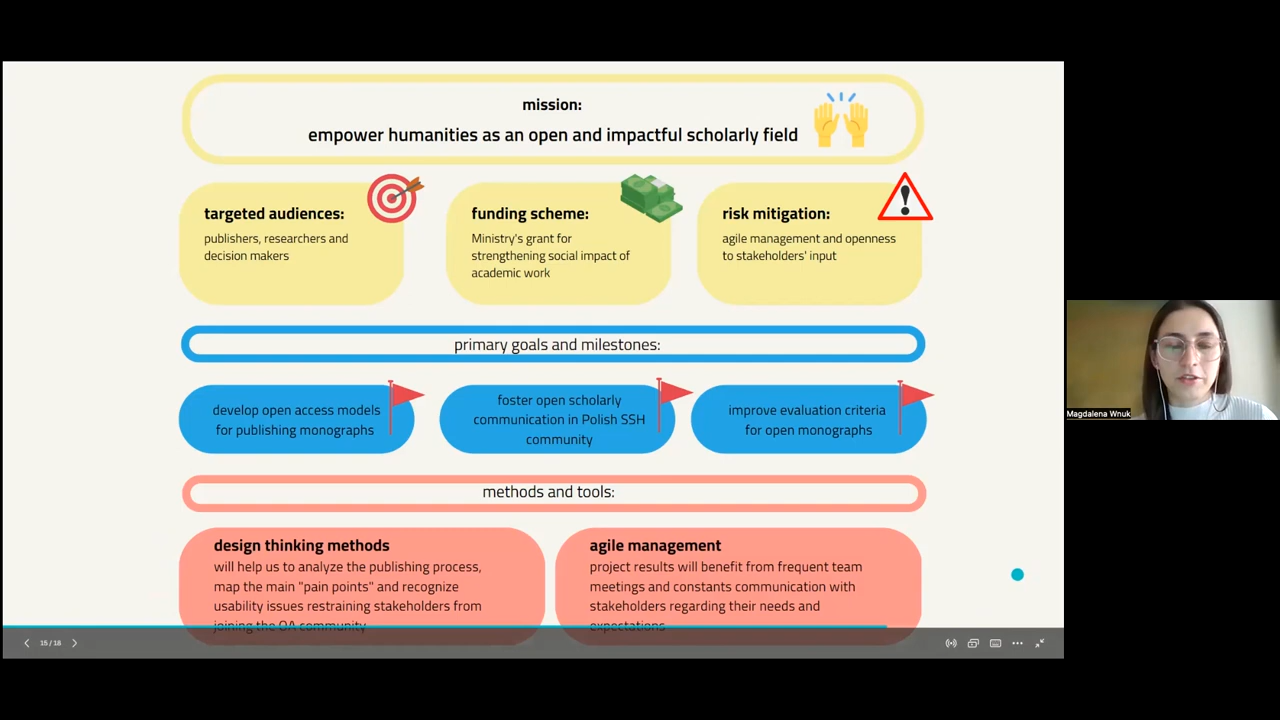 mission:
empower humanities as an open and impactful scholarly field
targeted audiences:
publishers, researchers and
decision makers
funding scheme:
Ministry's grant for
strengthening social impact of
academic work
risk mitigation:
agile management and openness
to stakeholders' input
primary goals and milestones:
develop open access models
for publishing monographs
foster open scholarly
communication in Polish SSH
community
improve evaluation criteria
for open monographs
methods and tools:
design thinking methods
will help us to analyze the publishing process,
map the main "pain points" and recognize
usability issues restraining stakeholders from
joining the OA community
agile management
project results will benefit from frequent team
meetings and constants communication with
stakeholders regarding their needs and
expectations
15 / 18
Magdalena Wnuk